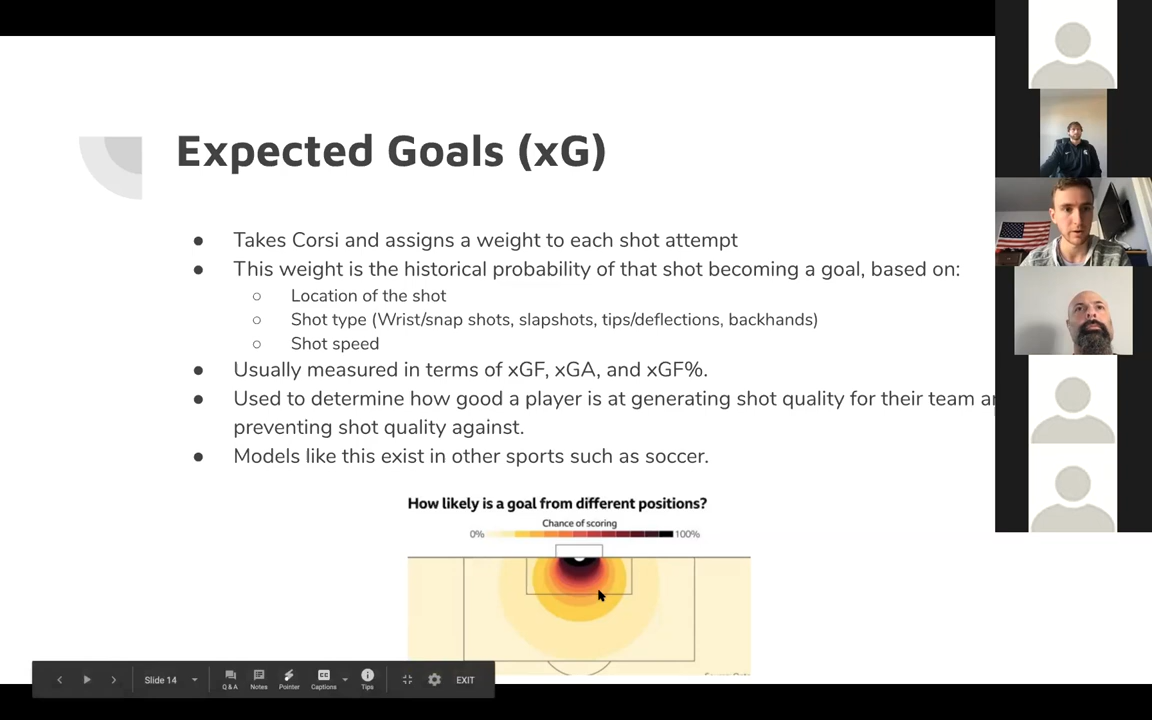 Expected Goals (xG)
● Takes Corsi and assigns a weight to each shot attempt
● This weight is the historical probability of that shot becoming a goal, based on:
○ Location of the shot
○ Shot type (Wrist/snap shots, slapshots, tips/deflections, backhands)
○ Shot speed
● Usually measured in terms of xGF, xGA, and xGF%.
● Used to determine how good a player is at generating shot quality for their team
preventing shot quality against.
● Models like this exist in other sports such as soccer.
How likely is a goal from different positions?
Chance of scoring
0% 100%
Slide 14
Q & A Notes Pointer Captions Tips
EXIT